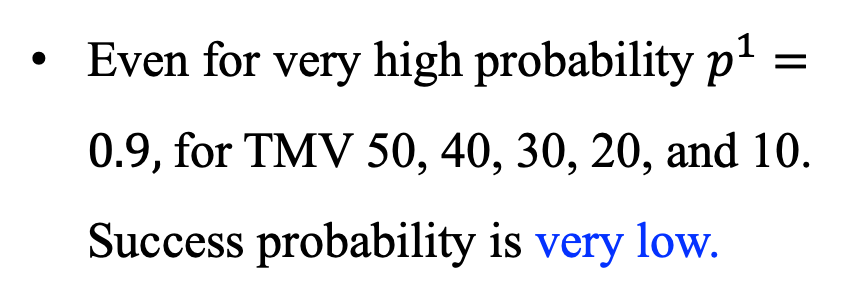 • Even for very high probability p¹ =
0.9, for TMV 50, 40, 30, 20, and 10.
Success probability is very low.